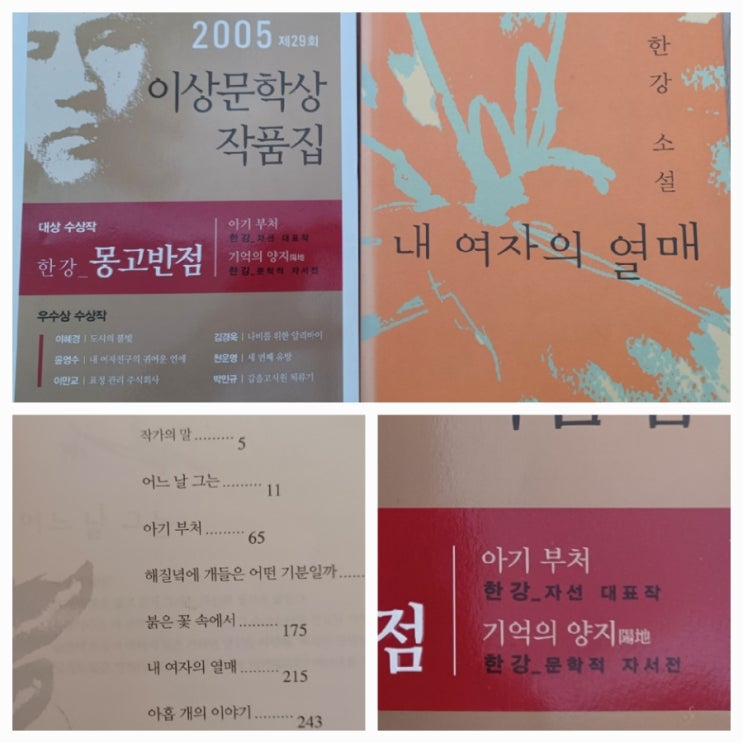 2005 제29회
이상문학상
작품집
대상 수상작
한강_몽고반점
아기 부처
한강_자선 대표작
기억의 양지陽地
한강_문학적 자서전
우수상 수상작
이혜경 | 도시의 불빛
김경욱 | 나비를 위한 알리바이
윤영수 | 내 여자친구의 귀여운 연애
천운영 | 세 번째 유방
이만교 | 표정 관리 주식회사
박민규 | 갑을고시원 체류기
한강 소설
내 여자의 열매
작가의 말......... 5
어느 날 그는......... 11
아기 부처......... 65
해질녘에 개들은 어떤 기분일까.....
붉은 꽃 속에서......... 175
내 여자의 열매......... 215
아홉 개의 이야기......... 243
점
아기 부처
한강_자선 대표작
기억의 양지陽地
한강_문학적 자서전